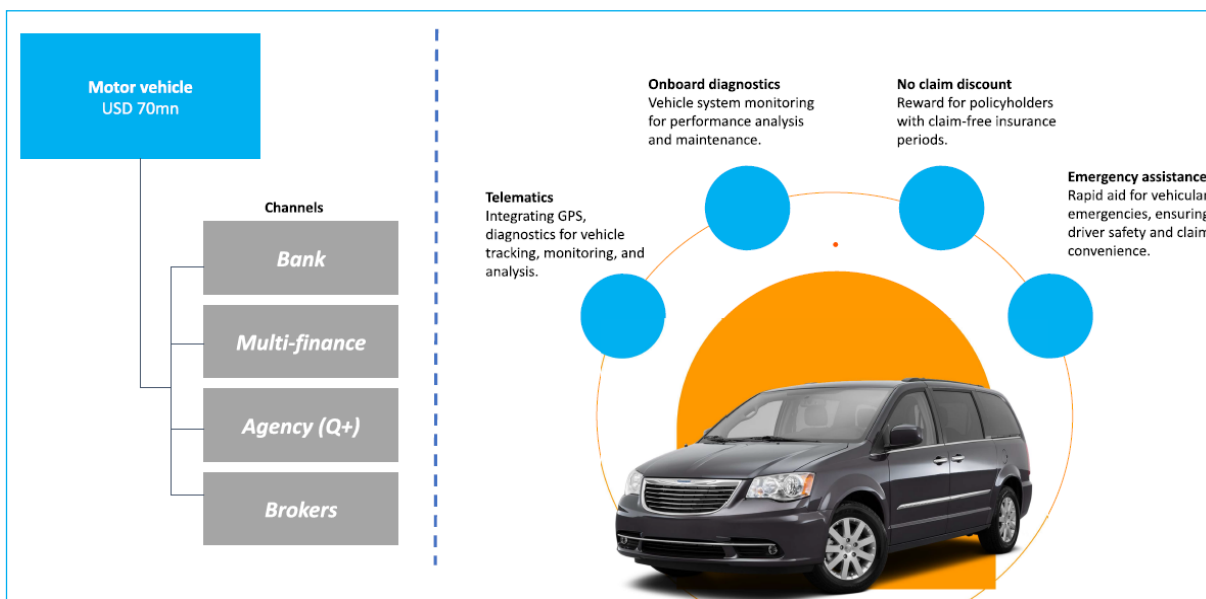 Motor vehicle
USD 70mn
Channels
Bank
Multi-finance
Agency (Q+)
Brokers
Telematics
Integrating GPS,
diagnostics for vehicle
tracking, monitoring, and
analysis.
Onboard diagnostics
Vehicle system monitoring
for performance analysis
and maintenance.
No claim discount
Reward for policyholders
with claim-free insurance
periods.
Emergency assistance
Rapid aid for vehicular
emergencies, ensuring
driver safety and claim
convenience.